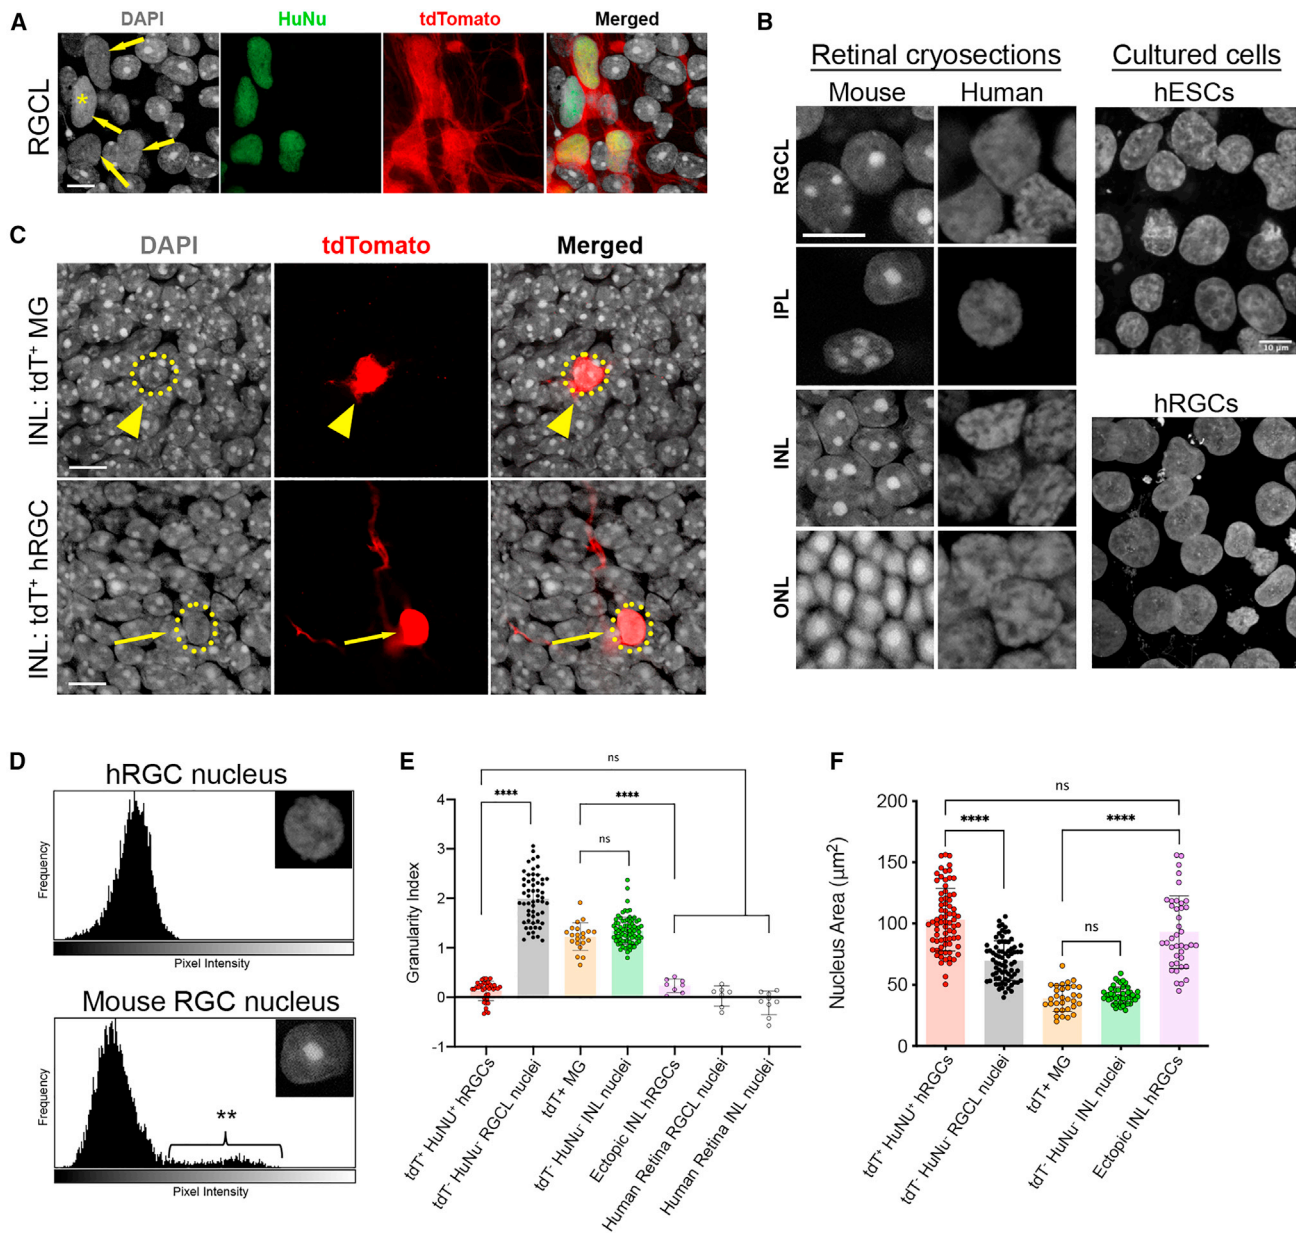 A
DAPI
HuNu
tdTomato
Merged
RGCL
*
B
Retinal cryosections
Cultured cells
Mouse
Human
hESCs
RGCL
IPL
INL
ONL
10 µm
hRGCs
C
DAPI
tdTomato
Merged
INL: tdT⁺ MG
INL: tdT⁺ hRGC
D
hRGC nucleus
Frequency
Pixel Intensity
Mouse RGC nucleus
**
Frequency
Pixel Intensity
E
ns
****
****
ns
Granularity Index
4
3
2
1
0
-1
tdT⁺ HuNU⁺ hRGCs
tdT⁻ HuNu⁻ RGCL nuclei
tdT+ MG
tdT⁻ HuNu⁻ INL nuclei
Ectopic INL hRGCs
Human Retina RGCL nuclei
Human Retina INL nuclei
F
ns
****
****
ns
Nucleus Area (µm²)
200
150
100
50
0
tdT⁺ HuNU⁺ hRGCs
tdT⁻ HuNu⁻ RGCL nuclei
tdT+ MG
tdT⁻ HuNu⁻ INL nuclei
Ectopic INL hRGCs